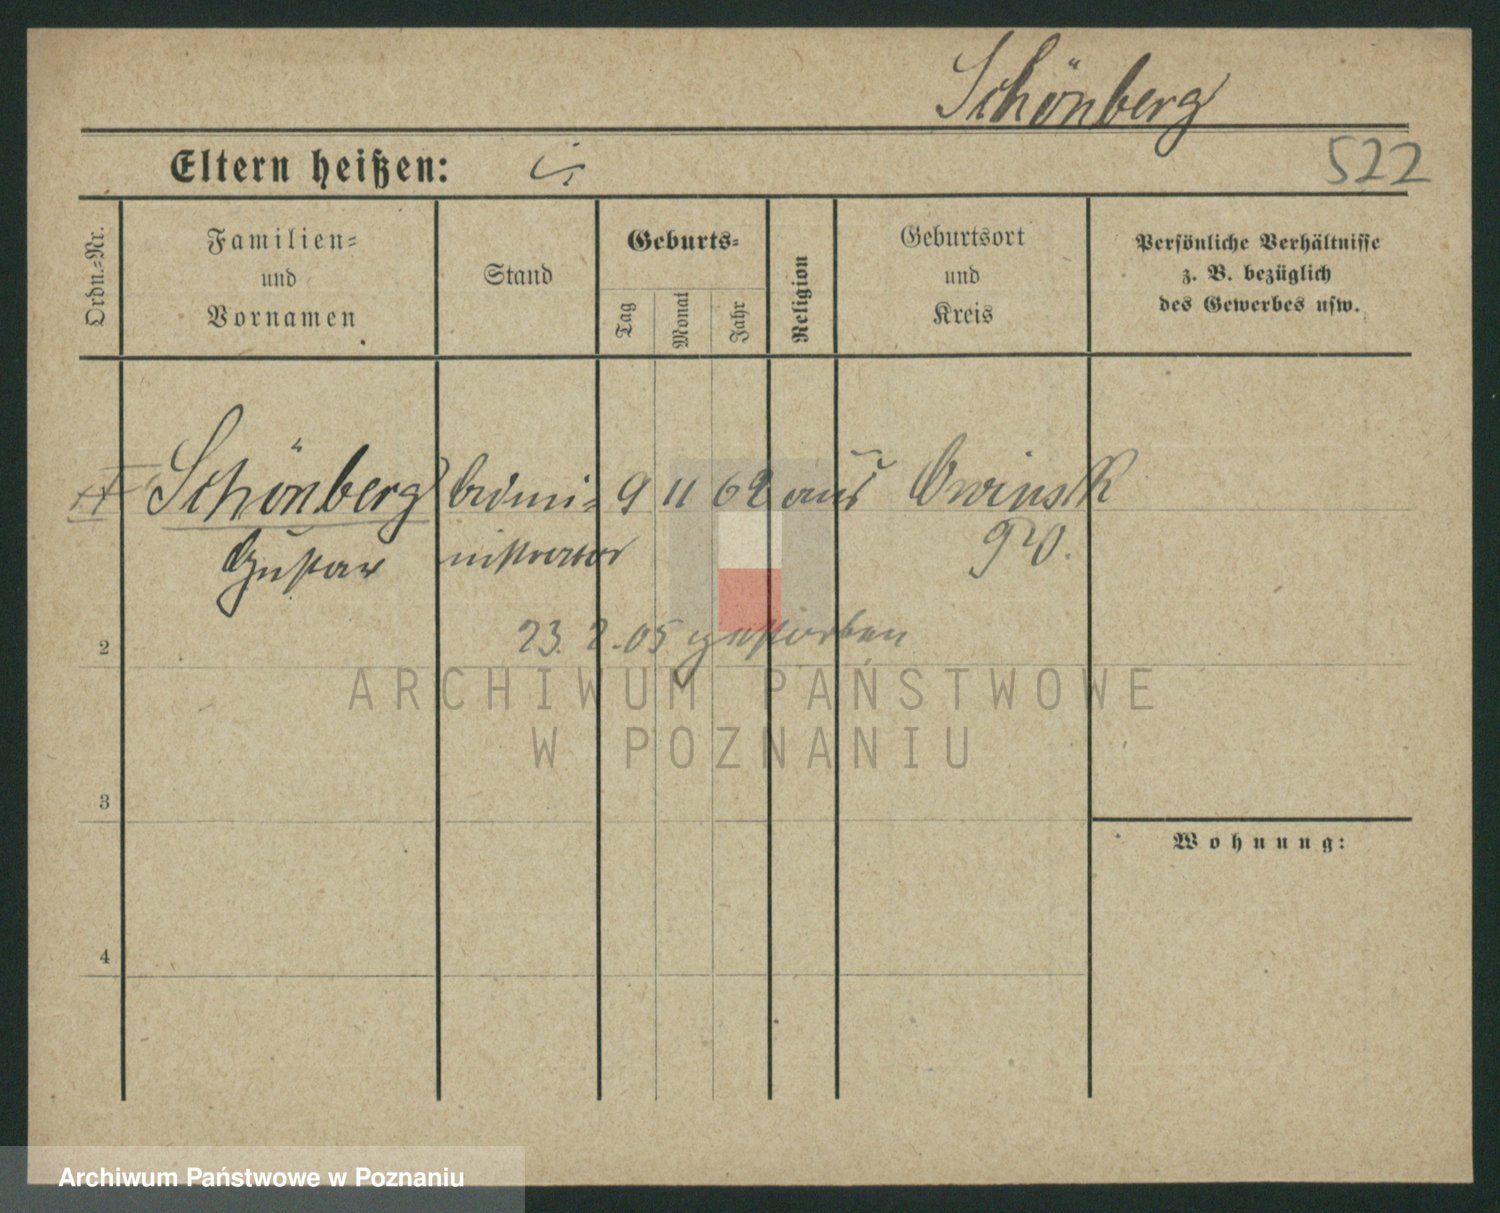 Schönberg
Eltern heißen:
522
Ordn.=Nr.
Familien=
und
Vornamen
Stand
Geburts=
Tag
Monat
Jahr
Religion
Geburtsort
und
Kreis
Persönliche Verhältnisse
z. B. bezüglich
des Gewerbes usw.
Schönberg Admi= 9 11 62 Owinsk
Gustav nistrator
23. 2. 05 gestorben
2
ARCHIWUM PAŃSTWOWE
W POZNANIU
3
Wohnung:
4
Archiwum Państwowe w Poznaniu